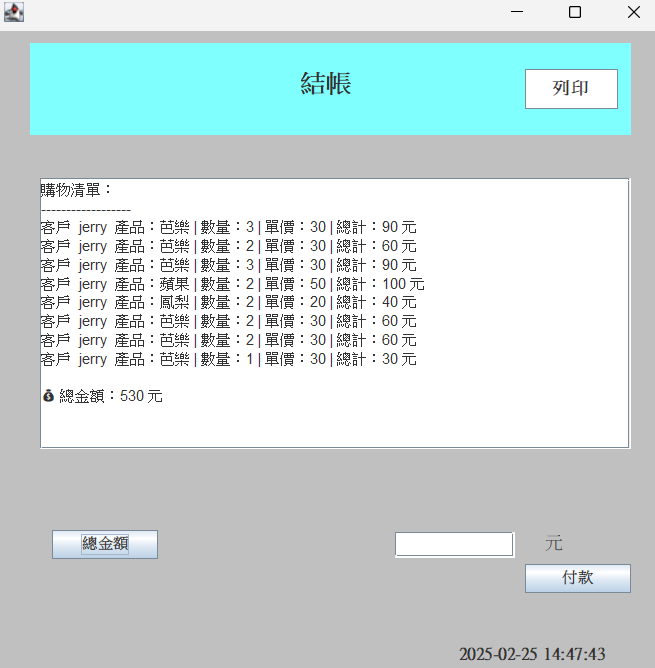 結帳
列印
購物清單：
------------------
客戶 jerry 產品：芭樂 | 數量：3 | 單價：30 | 總計：90 元
客戶 jerry 產品：芭樂 | 數量：2 | 單價：30 | 總計：60 元
客戶 jerry 產品：芭樂 | 數量：3 | 單價：30 | 總計：90 元
客戶 jerry 產品：蘋果 | 數量：2 | 單價：50 | 總計：100 元
客戶 jerry 產品：鳳梨 | 數量：2 | 單價：20 | 總計：40 元
客戶 jerry 產品：芭樂 | 數量：2 | 單價：30 | 總計：60 元
客戶 jerry 產品：芭樂 | 數量：2 | 單價：30 | 總計：60 元
客戶 jerry 產品：芭樂 | 數量：1 | 單價：30 | 總計：30 元
💰 總金額：530 元
總金額
元
付款
2025-02-25 14:47:43